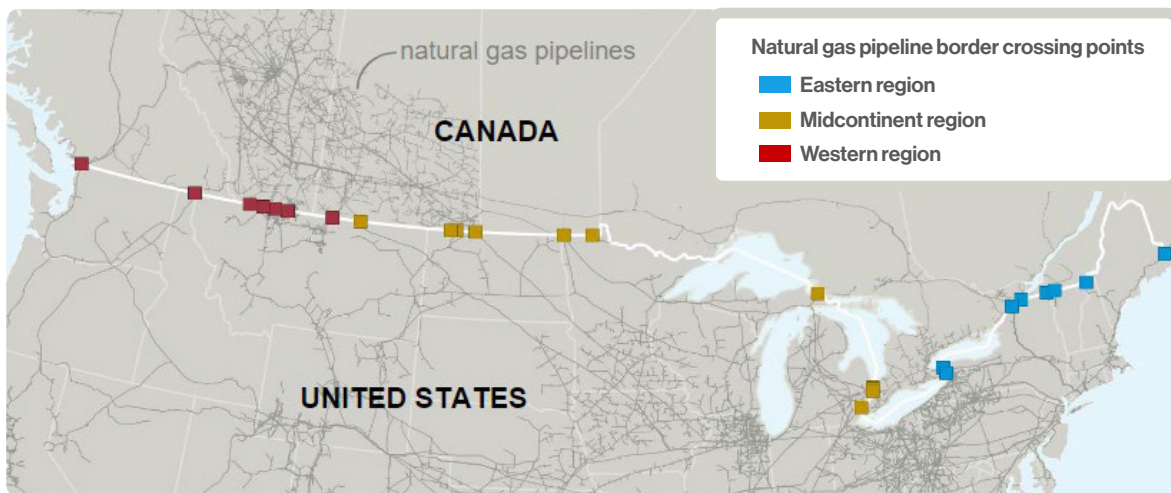 Natural gas pipeline border crossing points
Eastern region
Midcontinent region
Western region
natural gas pipelines
CANADA
UNITED STATES